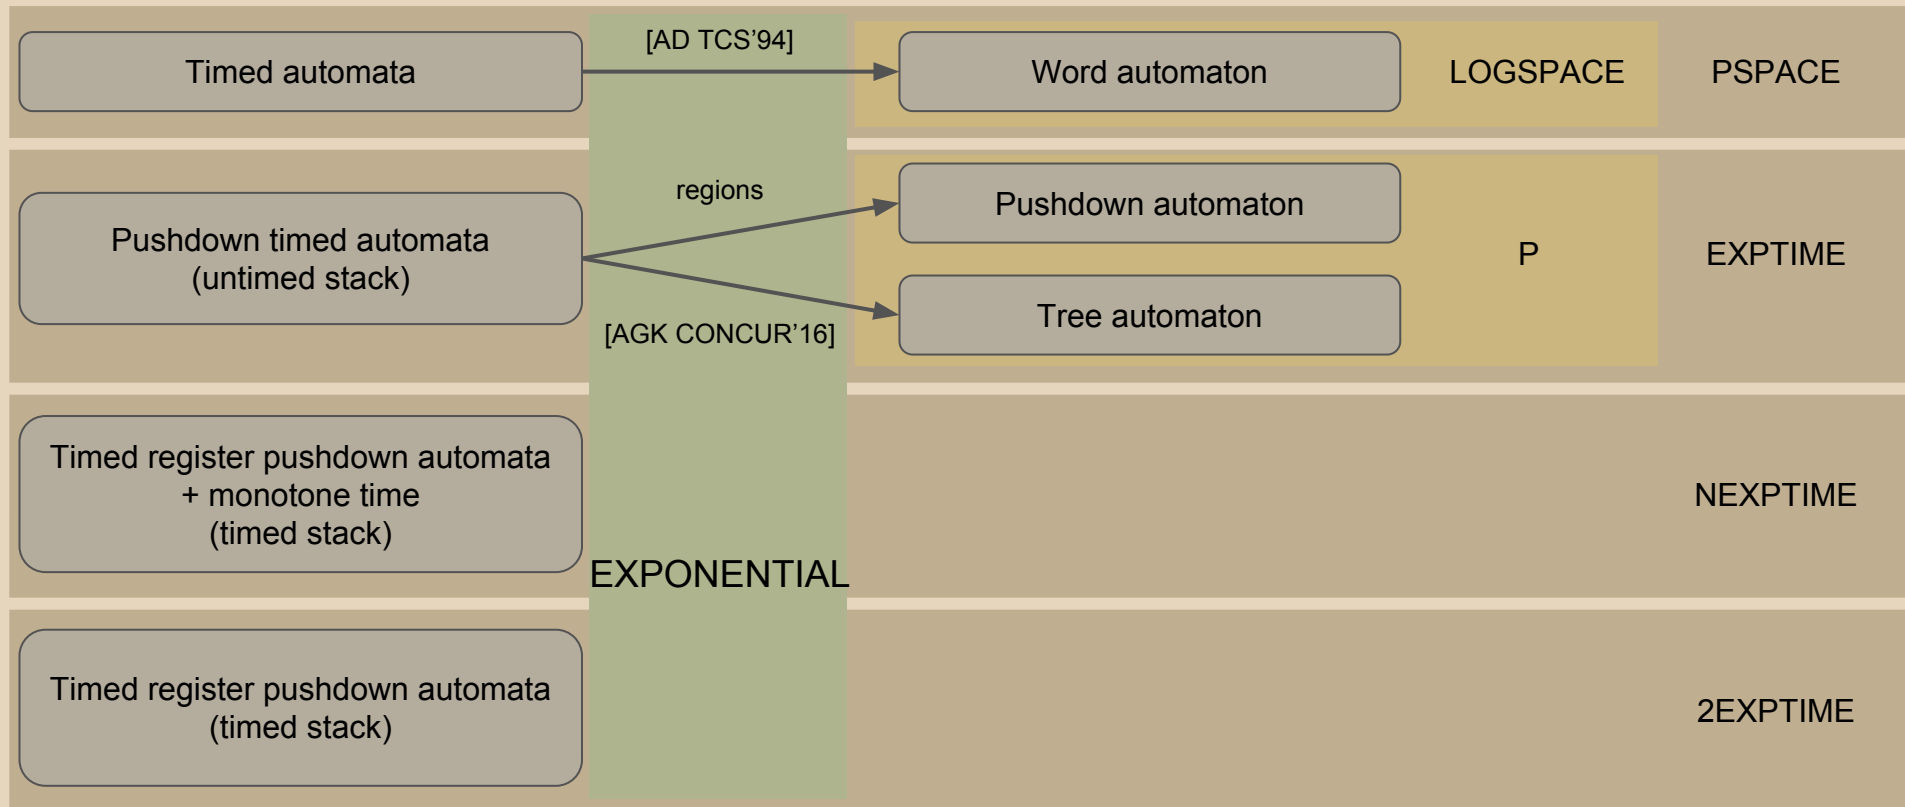 [AD TCS’94]
Timed automata
Word automaton
LOGSPACE
PSPACE
regions
Pushdown timed automata
(untimed stack)
Pushdown automaton
P
EXPTIME
Tree automaton
[AGK CONCUR’16]
Timed register pushdown automata
+ monotone time
(timed stack)
NEXPTIME
EXPONENTIAL
Timed register pushdown automata
(timed stack)
2EXPTIME